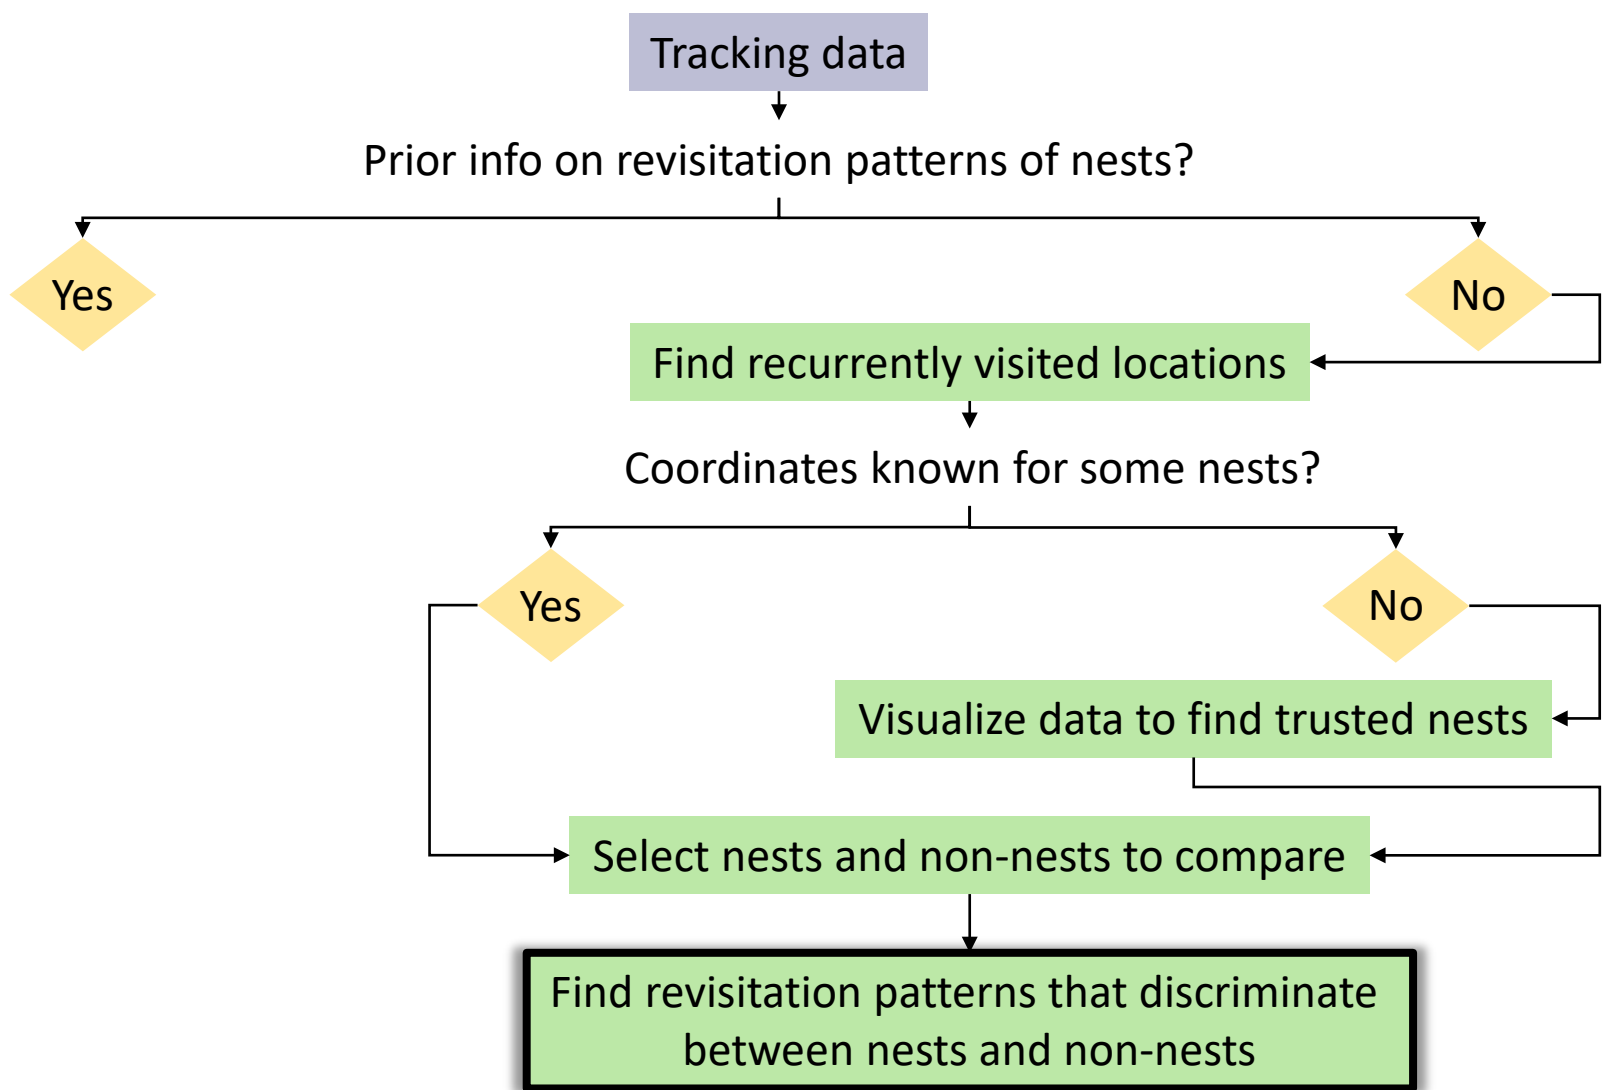 Tracking data
Prior info on revisitation patterns of nests?
Yes
No
Find recurrently visited locations
Coordinates known for some nests?
Yes
No
Visualize data to find trusted nests
Select nests and non-nests to compare
Find revisitation patterns that discriminate
between nests and non-nests